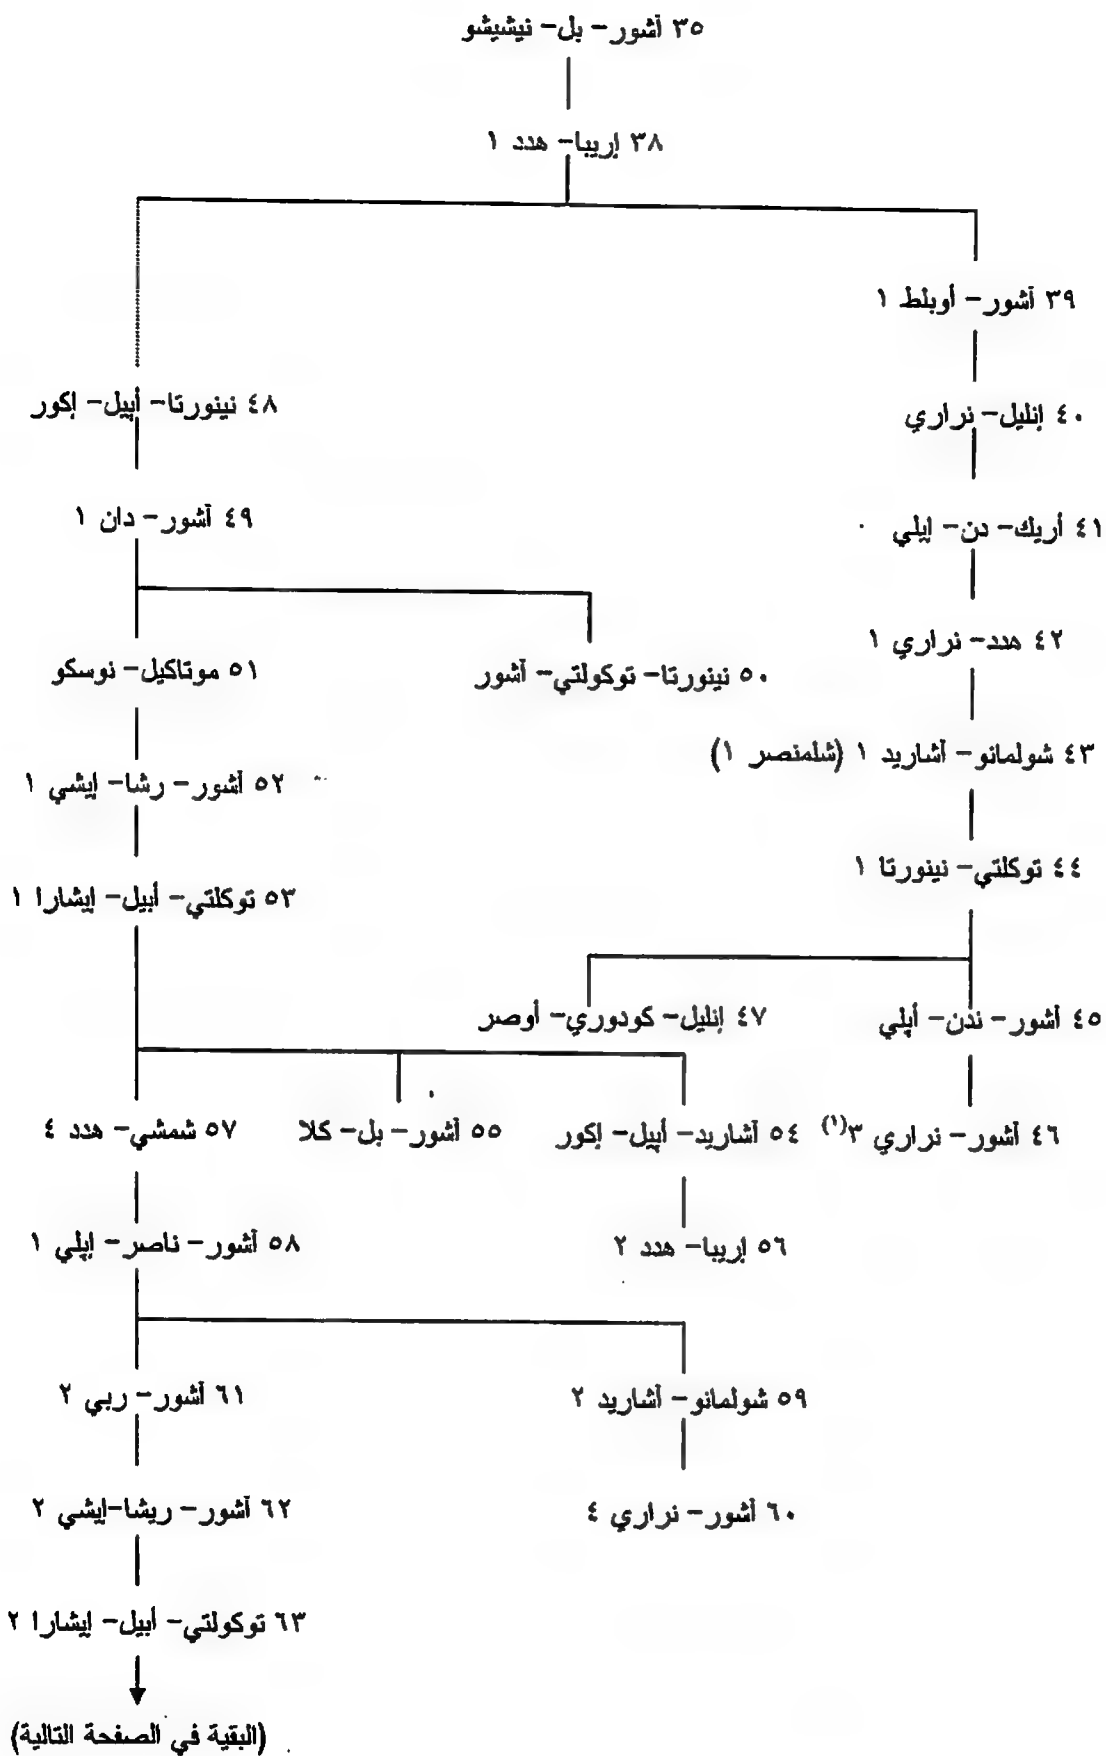 ٣٥ آشور- بل- نيشيشو
٣٨ إريبا- هدد ١
٣٩ آشور- أوبلط ١
٤٨ نينورتا- أبيل- إكور
٤٠ إنليل- نراري
٤٩ آشور- دان ١
٤١ أريك- دن- إيلي
٤٢ هدد- نراري ١
٥٠ نينورتا- توكولتي- آشور
٥١ موتاكيل- نوسكو
٤٣ شولمانو- آشاريد ١ (شلمنصر ١)
٥٢ آشور- رشا- إيشي ١
٤٤ توكلتي- نينورتا ١
٥٣ توكلتي- أبيل- إيشارا ١
٤٥ آشور- ندن- أبلي
٤٧ إنليل- كودوري- أوصر
٤٦ آشور- نراري ٣(١)
٥٤ آشاريد- أبيل- إكور
٥٥ آشور- بل- كلا
٥٧ شمشي- هدد ٤
٥٦ إريبا- هدد ٢
٥٨ آشور- ناصر- إپلي ١
٥٩ شولمانو- آشاريد ٢
٦١ آشور- ربي ٢
٦٠ آشور- نراري ٤
٦٢ آشور- ريشا-إيشي ٢
٦٣ توكولتي- أبيل- إيشارا ٢
(البقية في الصفحة التالية)